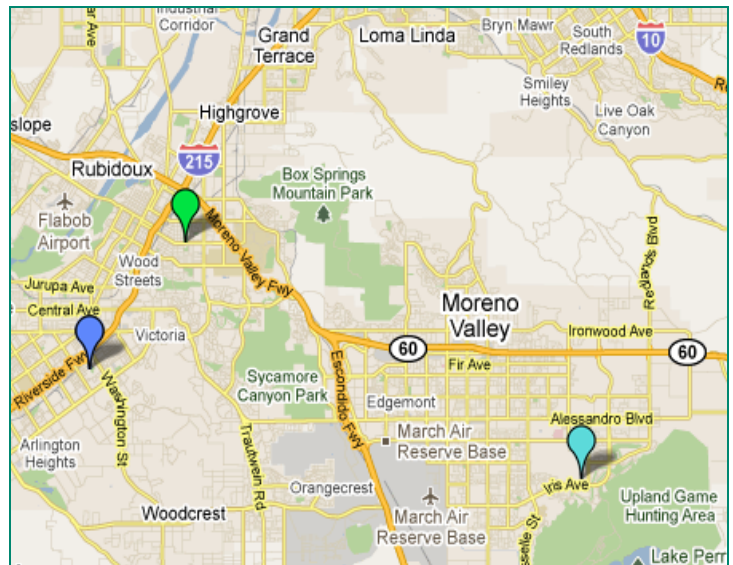 Industrial
Corridor
ar Ave
Grand
Terrace
Loma Linda
Bryn Mawr
South
Redlands
10
Smiley
Heights
Live Oak
Canyon
Highgrove
slope
215
Rubidoux
Box Springs
Mountain Park
Flabob
Airport
Moreno Valley Fwy
Wood
Streets
Redlands Blvd
Jurupa Ave
Central Ave
Victoria
Moreno
Valley
Ironwood Ave
60
60
Fir Ave
Riverside Fwy
Washington St
Sycamore
Canyon Park
Escondido Fwy
Edgemont
Alessandro Blvd
March Air
Reserve Base
Arlington
Heights
Trautwein Rd
Orangecrest
Iris Ave
Woodcrest
March Air
Reserve Base
Upland Game
Hunting Area
sselle St
Lake Perr